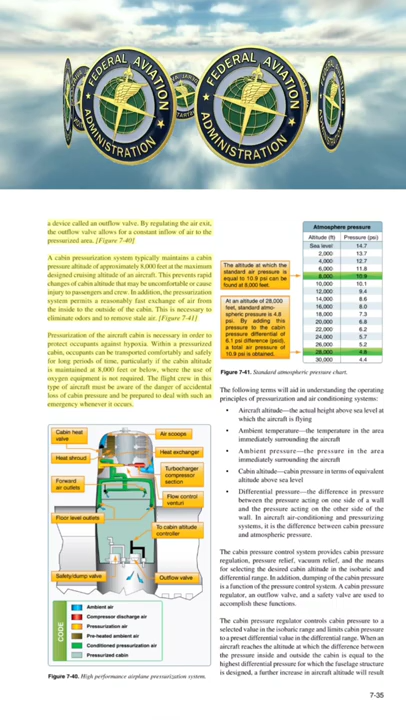 FEDERAL AVIATION
ADMINISTRATION
FEDERAL AVIATION
ADMINISTRATION
a device called an outflow valve. By regulating the air exit,
the outflow valve allows for a constant inflow of air to the
pressurized area. [Figure 7-40]
A cabin pressurization system typically maintains a cabin
pressure altitude of approximately 8,000 feet at the maximum
designed cruising altitude of an aircraft. This prevents rapid
changes of cabin altitude that may be uncomfortable or cause
injury to passengers and crew. In addition, the pressurization
system permits a reasonably fast exchange of air from
the inside to the outside of the cabin. This is necessary to
eliminate odors and to remove stale air. [Figure 7-41]
Pressurization of the aircraft cabin is necessary in order to
protect occupants against hypoxia. Within a pressurized
cabin, occupants can be transported comfortably and safely
for long periods of time, particularly if the cabin altitude
is maintained at 8,000 feet or below, where the use of
oxygen equipment is not required. The flight crew in this
type of aircraft must be aware of the danger of accidental
loss of cabin pressure and be prepared to deal with such an
emergency whenever it occurs.
Cabin heat
valve
Air scoops
Heat shroud
Heat exchanger
Turbocharger
compressor
section
Forward
air outlets
Flow control
venturi
Floor level outlets
To cabin altitude
controller
Safety/dump valve
Outflow valve
CODE
Ambient air
Compressor discharge air
Pressurization air
Pre-heated ambient air
Conditioned pressurization air
Pressurized cabin
Figure 7-40. High performance airplane pressurization system.
Atmosphere pressure
Altitude (ft) Pressure (psi)
Sea level 14.7
2,000 13.7
4,000 12.7
6,000 11.8
8,000 10.9
10,000 10.1
12,000 9.4
14,000 8.6
16,000 8.0
18,000 7.3
20,000 6.8
22,000 6.2
24,000 5.7
26,000 5.2
28,000 4.8
30,000 4.4
The altitude at which the
standard air pressure is
equal to 10.9 psi can be
found at 8,000 feet.
At an altitude of 28,000
feet, standard atmo-
spheric pressure is 4.8
psi. By adding this
pressure to the cabin
pressure differential of
6.1 psi difference (psid),
a total air pressure of
10.9 psi is obtained.
Figure 7-41. Standard atmospheric pressure chart.
The following terms will aid in understanding the operating
principles of pressurization and air conditioning systems:
• Aircraft altitude—the actual height above sea level at
which the aircraft is flying
• Ambient temperature—the temperature in the area
immediately surrounding the aircraft
• Ambient pressure—the pressure in the area
immediately surrounding the aircraft
• Cabin altitude—cabin pressure in terms of equivalent
altitude above sea level
• Differential pressure—the difference in pressure
between the pressure acting on one side of a wall
and the pressure acting on the other side of the
wall. In aircraft air-conditioning and pressurizing
systems, it is the difference between cabin pressure
and atmospheric pressure.
The cabin pressure control system provides cabin pressure
regulation, pressure relief, vacuum relief, and the means
for selecting the desired cabin altitude in the isobaric and
differential range. In addition, dumping of the cabin pressure
is a function of the pressure control system. A cabin pressure
regulator, an outflow valve, and a safety valve are used to
accomplish these functions.
The cabin pressure regulator controls cabin pressure to a
selected value in the isobaric range and limits cabin pressure
to a preset differential value in the differential range. When an
aircraft reaches the altitude at which the difference between
the pressure inside and outside the cabin is equal to the
highest differential pressure for which the fuselage structure
is designed, a further increase in aircraft altitude will result
7-35